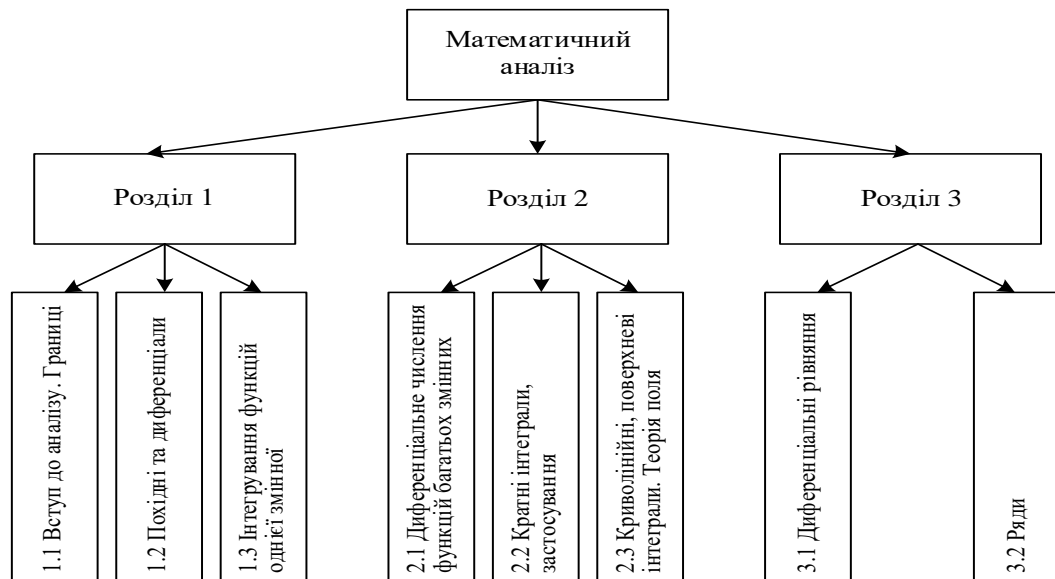 Математичний
аналіз
Розділ 1
Розділ 2
Розділ 3
1.1 Вступ до аналізу. Границі
1.2 Похідні та диференціали
1.3 Інтегрування функцій
однієї змінної
2.1 Диференціальне числення
функцій багатьох змінних
2.2 Кратні інтеграли,
застосування
2.3 Криволінійні, поверхневі
інтеграли. Теорія поля
3.1 Диференціальні рівняння
3.2 Ряди